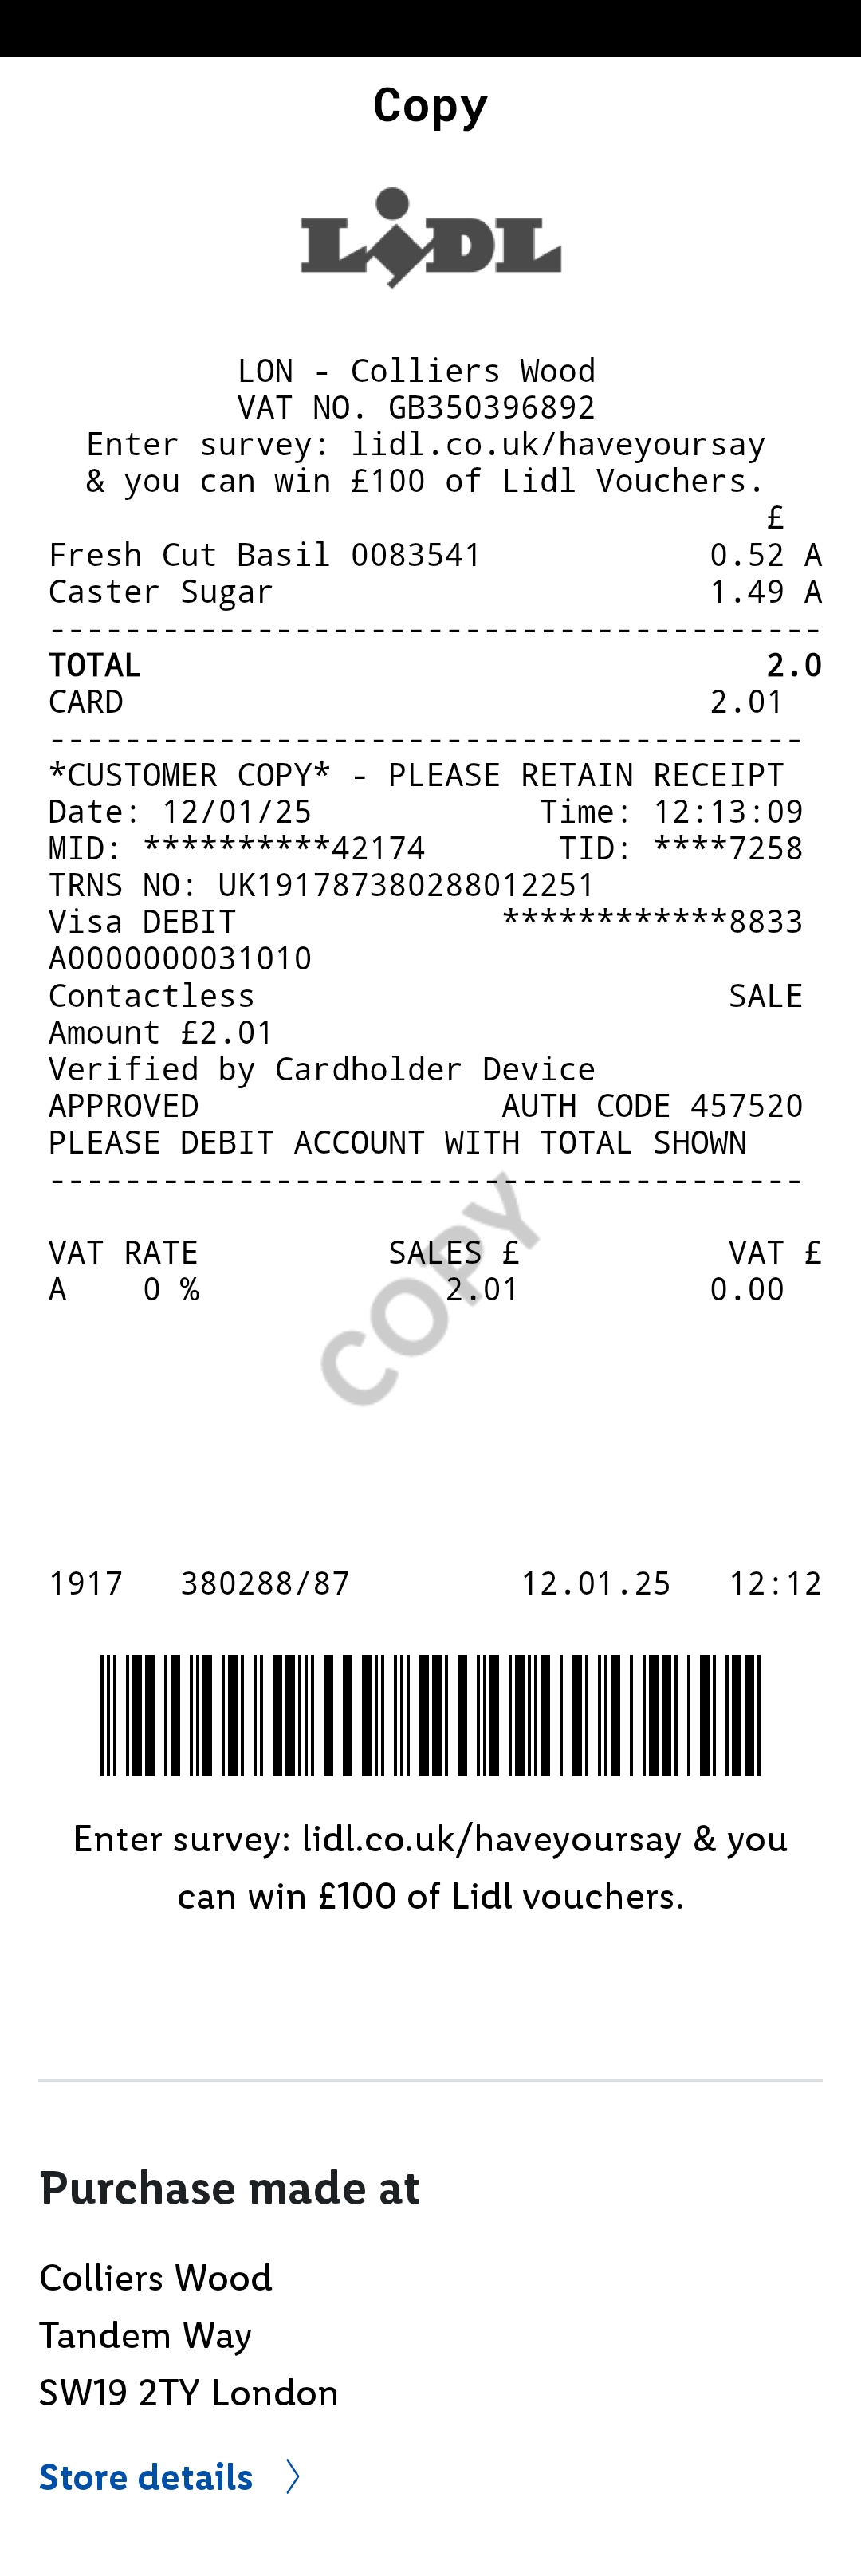 Copy
LIDL
LON - Colliers Wood
VAT NO. GB350396892
Enter survey: lidl.co.uk/haveyoursay
& you can win £100 of Lidl Vouchers.
£
Fresh Cut Basil 0083541 0.52 A
Caster Sugar 1.49 A
-----------------------------------------
TOTAL 2.0
CARD 2.01
----------------------------------------
*CUSTOMER COPY* - PLEASE RETAIN RECEIPT
Date: 12/01/25 Time: 12:13:09
MID: **********42174 TID: ****7258
TRNS NO: UK191787380288012251
Visa DEBIT ************8833
A0000000031010
Contactless SALE
Amount £2.01
Verified by Cardholder Device
APPROVED AUTH CODE 457520
PLEASE DEBIT ACCOUNT WITH TOTAL SHOWN
----------------------------------------
VAT RATE SALES £ VAT £
A 0 % 2.01 0.00
COPY
1917 380288/87 12.01.25 12:12
Enter survey: lidl.co.uk/haveyoursay & you
can win £100 of Lidl vouchers.
Purchase made at
Colliers Wood
Tandem Way
SW19 2TY London
Store details